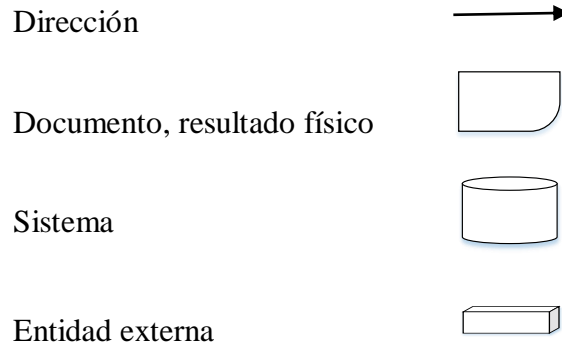 Dirección
Documento, resultado físico
Sistema
Entidad externa